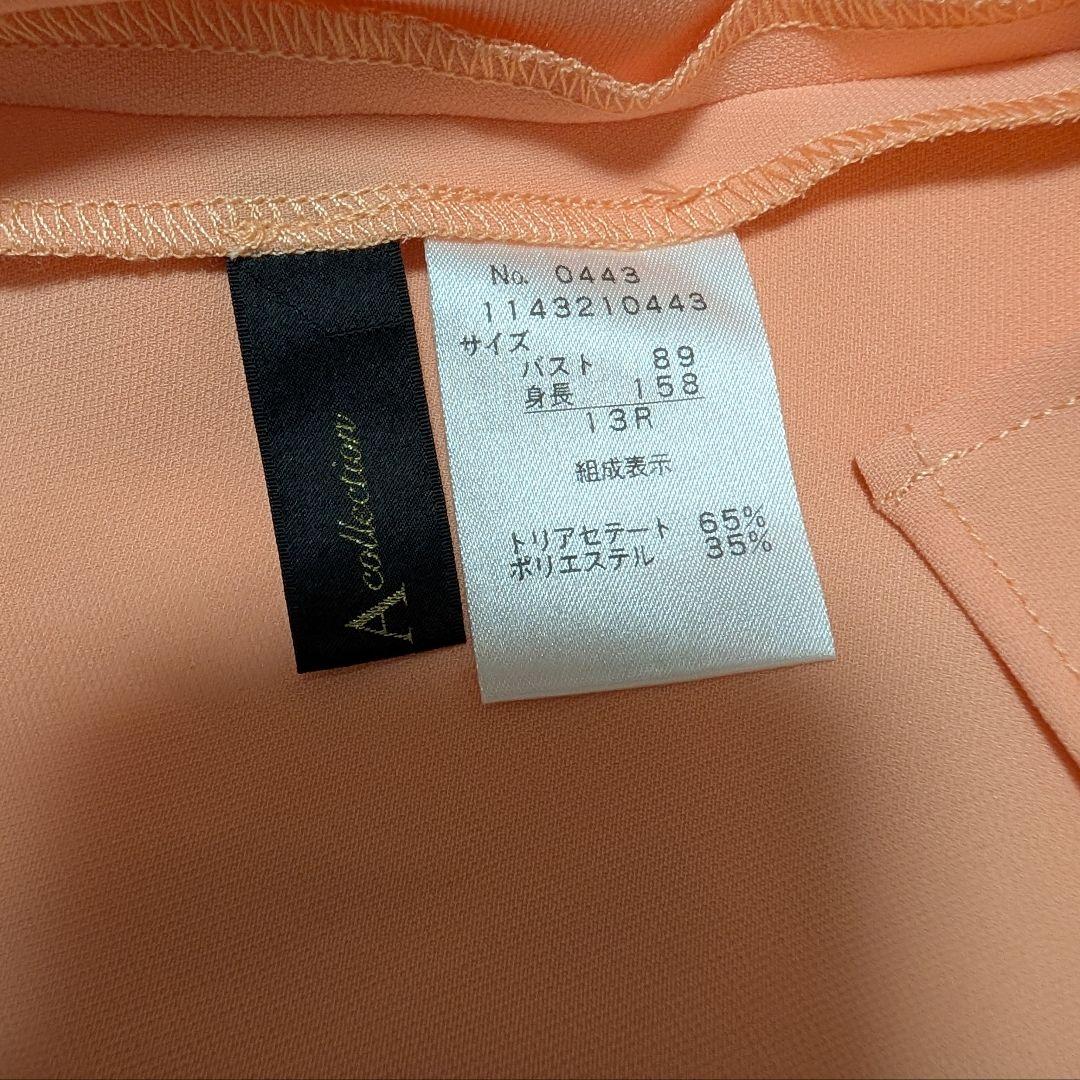 A collection
No. 0443
1143210443
サイズ
バスト 89
身長 158
13R
組成表示
トリアセテート 65%
ポリエステル 35%